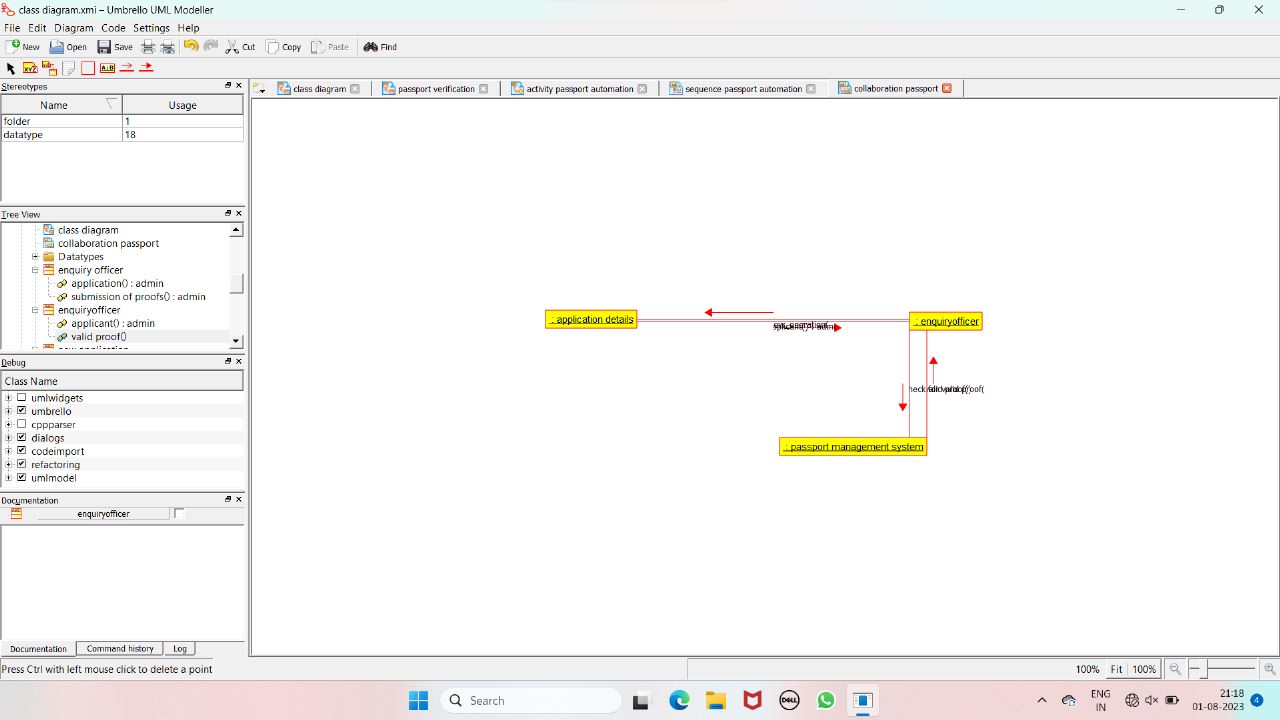 class diagram.xmi – Umbrello UML Modeller
File Edit Diagram Code Settings Help
New Open Save Cut Copy Paste Find
Stereotypes
Name Usage
folder 1
datatype 18
class diagram passport verification activity passport automation sequence passport automation collaboration passport
Tree View
class diagram
collaboration passport
Datatypes
enquiry officer
application() : admin
submission of proofs() : admin
enquiryofficer
applicant() : admin
valid proof()
: application details
: enquiryofficer
: passport management system
Debug
Class Name
umlwidgets
umbrello
cppparser
dialogs
codeimport
refactoring
umlmodel
Documentation
enquiryofficer
Documentation Command history Log
Press Ctrl with left mouse click to delete a point
100% Fit 100%
Search
ENG
IN
21:18
01-08-2023
4